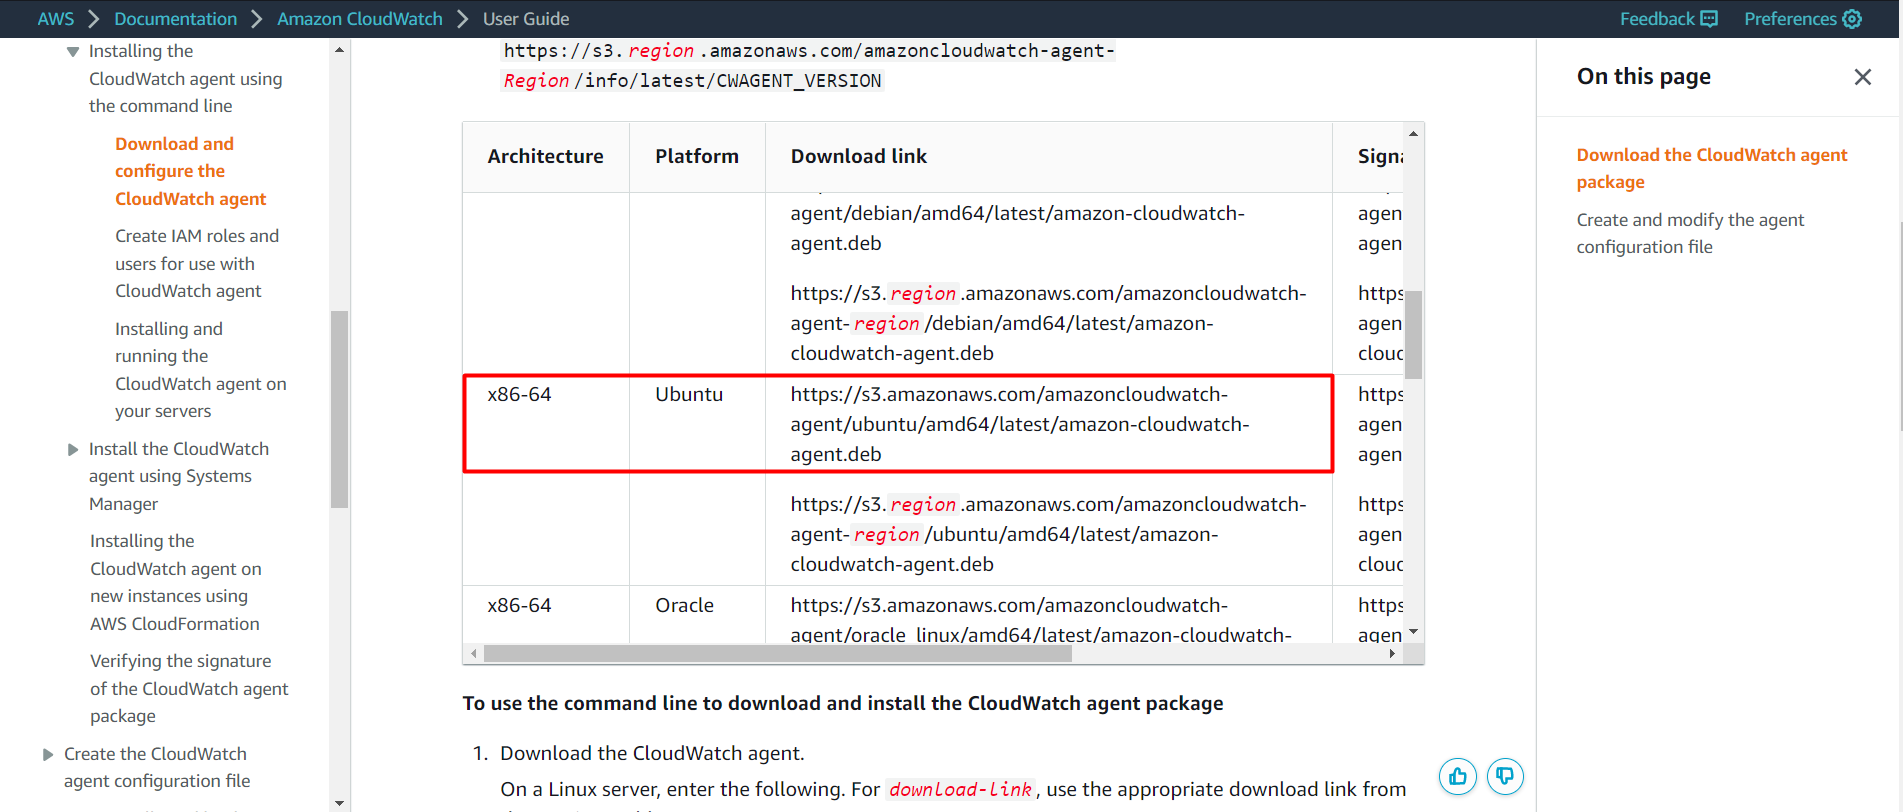 AWS > Documentation > Amazon CloudWatch > User Guide
Feedback
Preferences
Installing the
CloudWatch agent using
the command line
Download and
configure the
CloudWatch agent
Create IAM roles and
users for use with
CloudWatch agent
Installing and
running the
CloudWatch agent on
your servers
Install the CloudWatch
agent using Systems
Manager
Installing the
CloudWatch agent on
new instances using
AWS CloudFormation
Verifying the signature
of the CloudWatch agent
package
Create the CloudWatch
agent configuration file
https://s3.region.amazonaws.com/amazoncloudwatch-agent-
Region/info/latest/CWAGENT_VERSION
Architecture Platform Download link Signa
agent/debian/amd64/latest/amazon-cloudwatch- agen
agent.deb agen
https://s3.region.amazonaws.com/amazoncloudwatch- https
agent-region/debian/amd64/latest/amazon- agen
cloudwatch-agent.deb clouc
x86-64 Ubuntu https://s3.amazonaws.com/amazoncloudwatch- https
agent/ubuntu/amd64/latest/amazon-cloudwatch- agen
agent.deb agen
https://s3.region.amazonaws.com/amazoncloudwatch- https
agent-region/ubuntu/amd64/latest/amazon- agen
cloudwatch-agent.deb clouc
x86-64 Oracle https://s3.amazonaws.com/amazoncloudwatch- https
agent/oracle_linux/amd64/latest/amazon-cloudwatch- agen
To use the command line to download and install the CloudWatch agent package
1. Download the CloudWatch agent.
On a Linux server, enter the following. For download-link, use the appropriate download link from
On this page
Download the CloudWatch agent
package
Create and modify the agent
configuration file